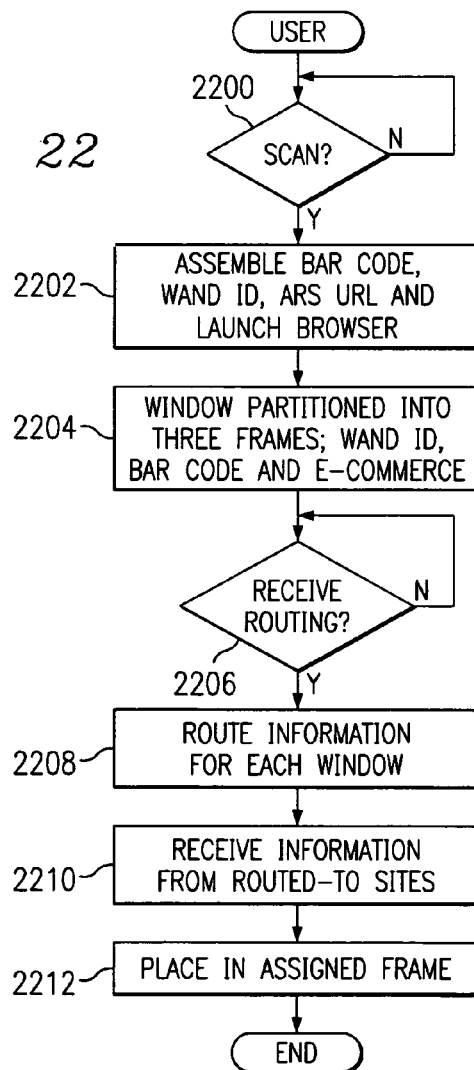 USER
2200
22
SCAN?
N
Y
2202
ASSEMBLE BAR CODE,
WAND ID, ARS URL AND
LAUNCH BROWSER
2204
WINDOW PARTITIONED INTO
THREE FRAMES; WAND ID,
BAR CODE AND E-COMMERCE
RECEIVE
ROUTING?
N
2206
Y
2208
ROUTE INFORMATION
FOR EACH WINDOW
2210
RECEIVE INFORMATION
FROM ROUTED-TO SITES
2212
PLACE IN ASSIGNED FRAME
END